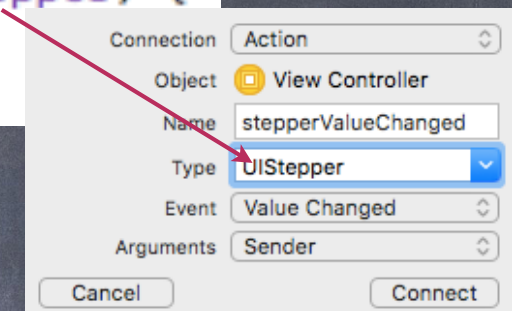 Connection Action
Object View Controller
Name stepperValueChanged
Type UIStepper
Event Value Changed
Arguments Sender
Cancel Connect